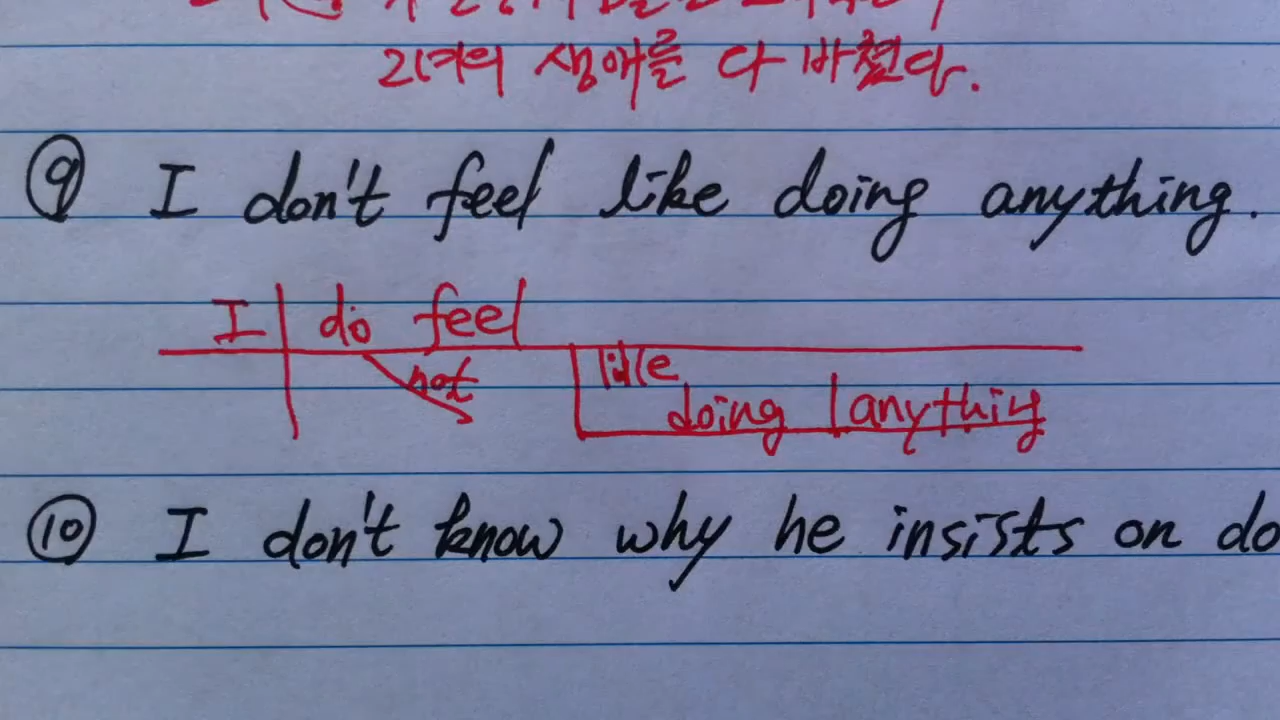 그녀의 생애를 다 바쳤다.
⑨ I don't feel like doing anything.
I do feel
not like
doing anything
⑩ I don't know why he insists on do